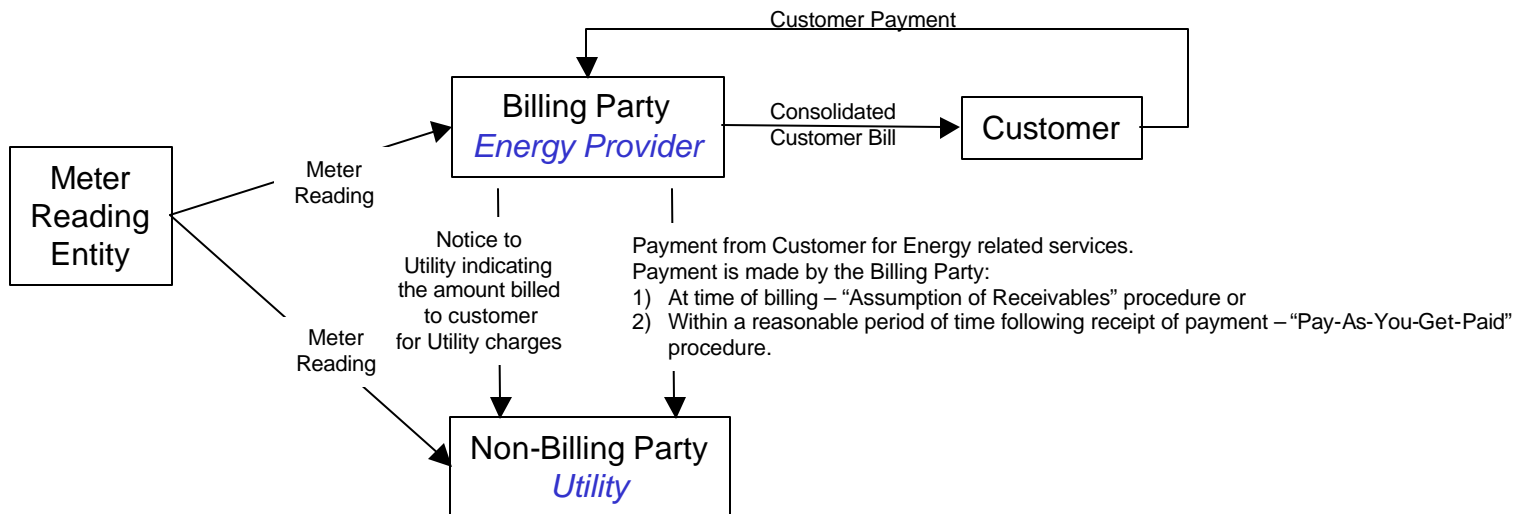 Customer Payment
Billing Party
Energy Provider
Consolidated
Customer Bill
Customer
Meter
Reading
Entity
Meter
Reading
Notice to
Utility indicating
the amount billed
to customer
for Utility charges
Payment from Customer for Energy related services.
Payment is made by the Billing Party:
1) At time of billing – “Assumption of Receivables” procedure or
2) Within a reasonable period of time following receipt of payment – “Pay-As-You-Get-Paid”
procedure.
Meter
Reading
Non-Billing Party
Utility